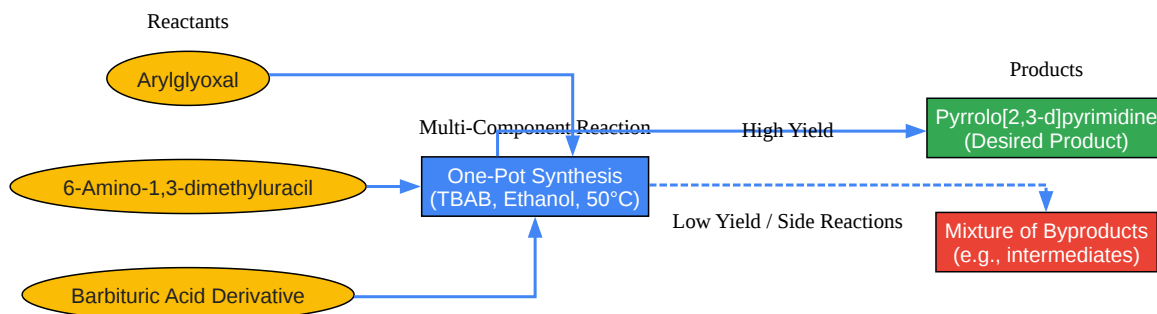 Reactants
Products
Arylglyoxal
Pyrrolo[2,3-d]pyrimidine
(Desired Product)
Multi-Component Reaction
High Yield
6-Amino-1,3-dimethyluracil
One-Pot Synthesis
(TBAB, Ethanol, 50°C)
Low Yield / Side Reactions
Mixture of Byproducts
(e.g., intermediates)
Barbituric Acid Derivative